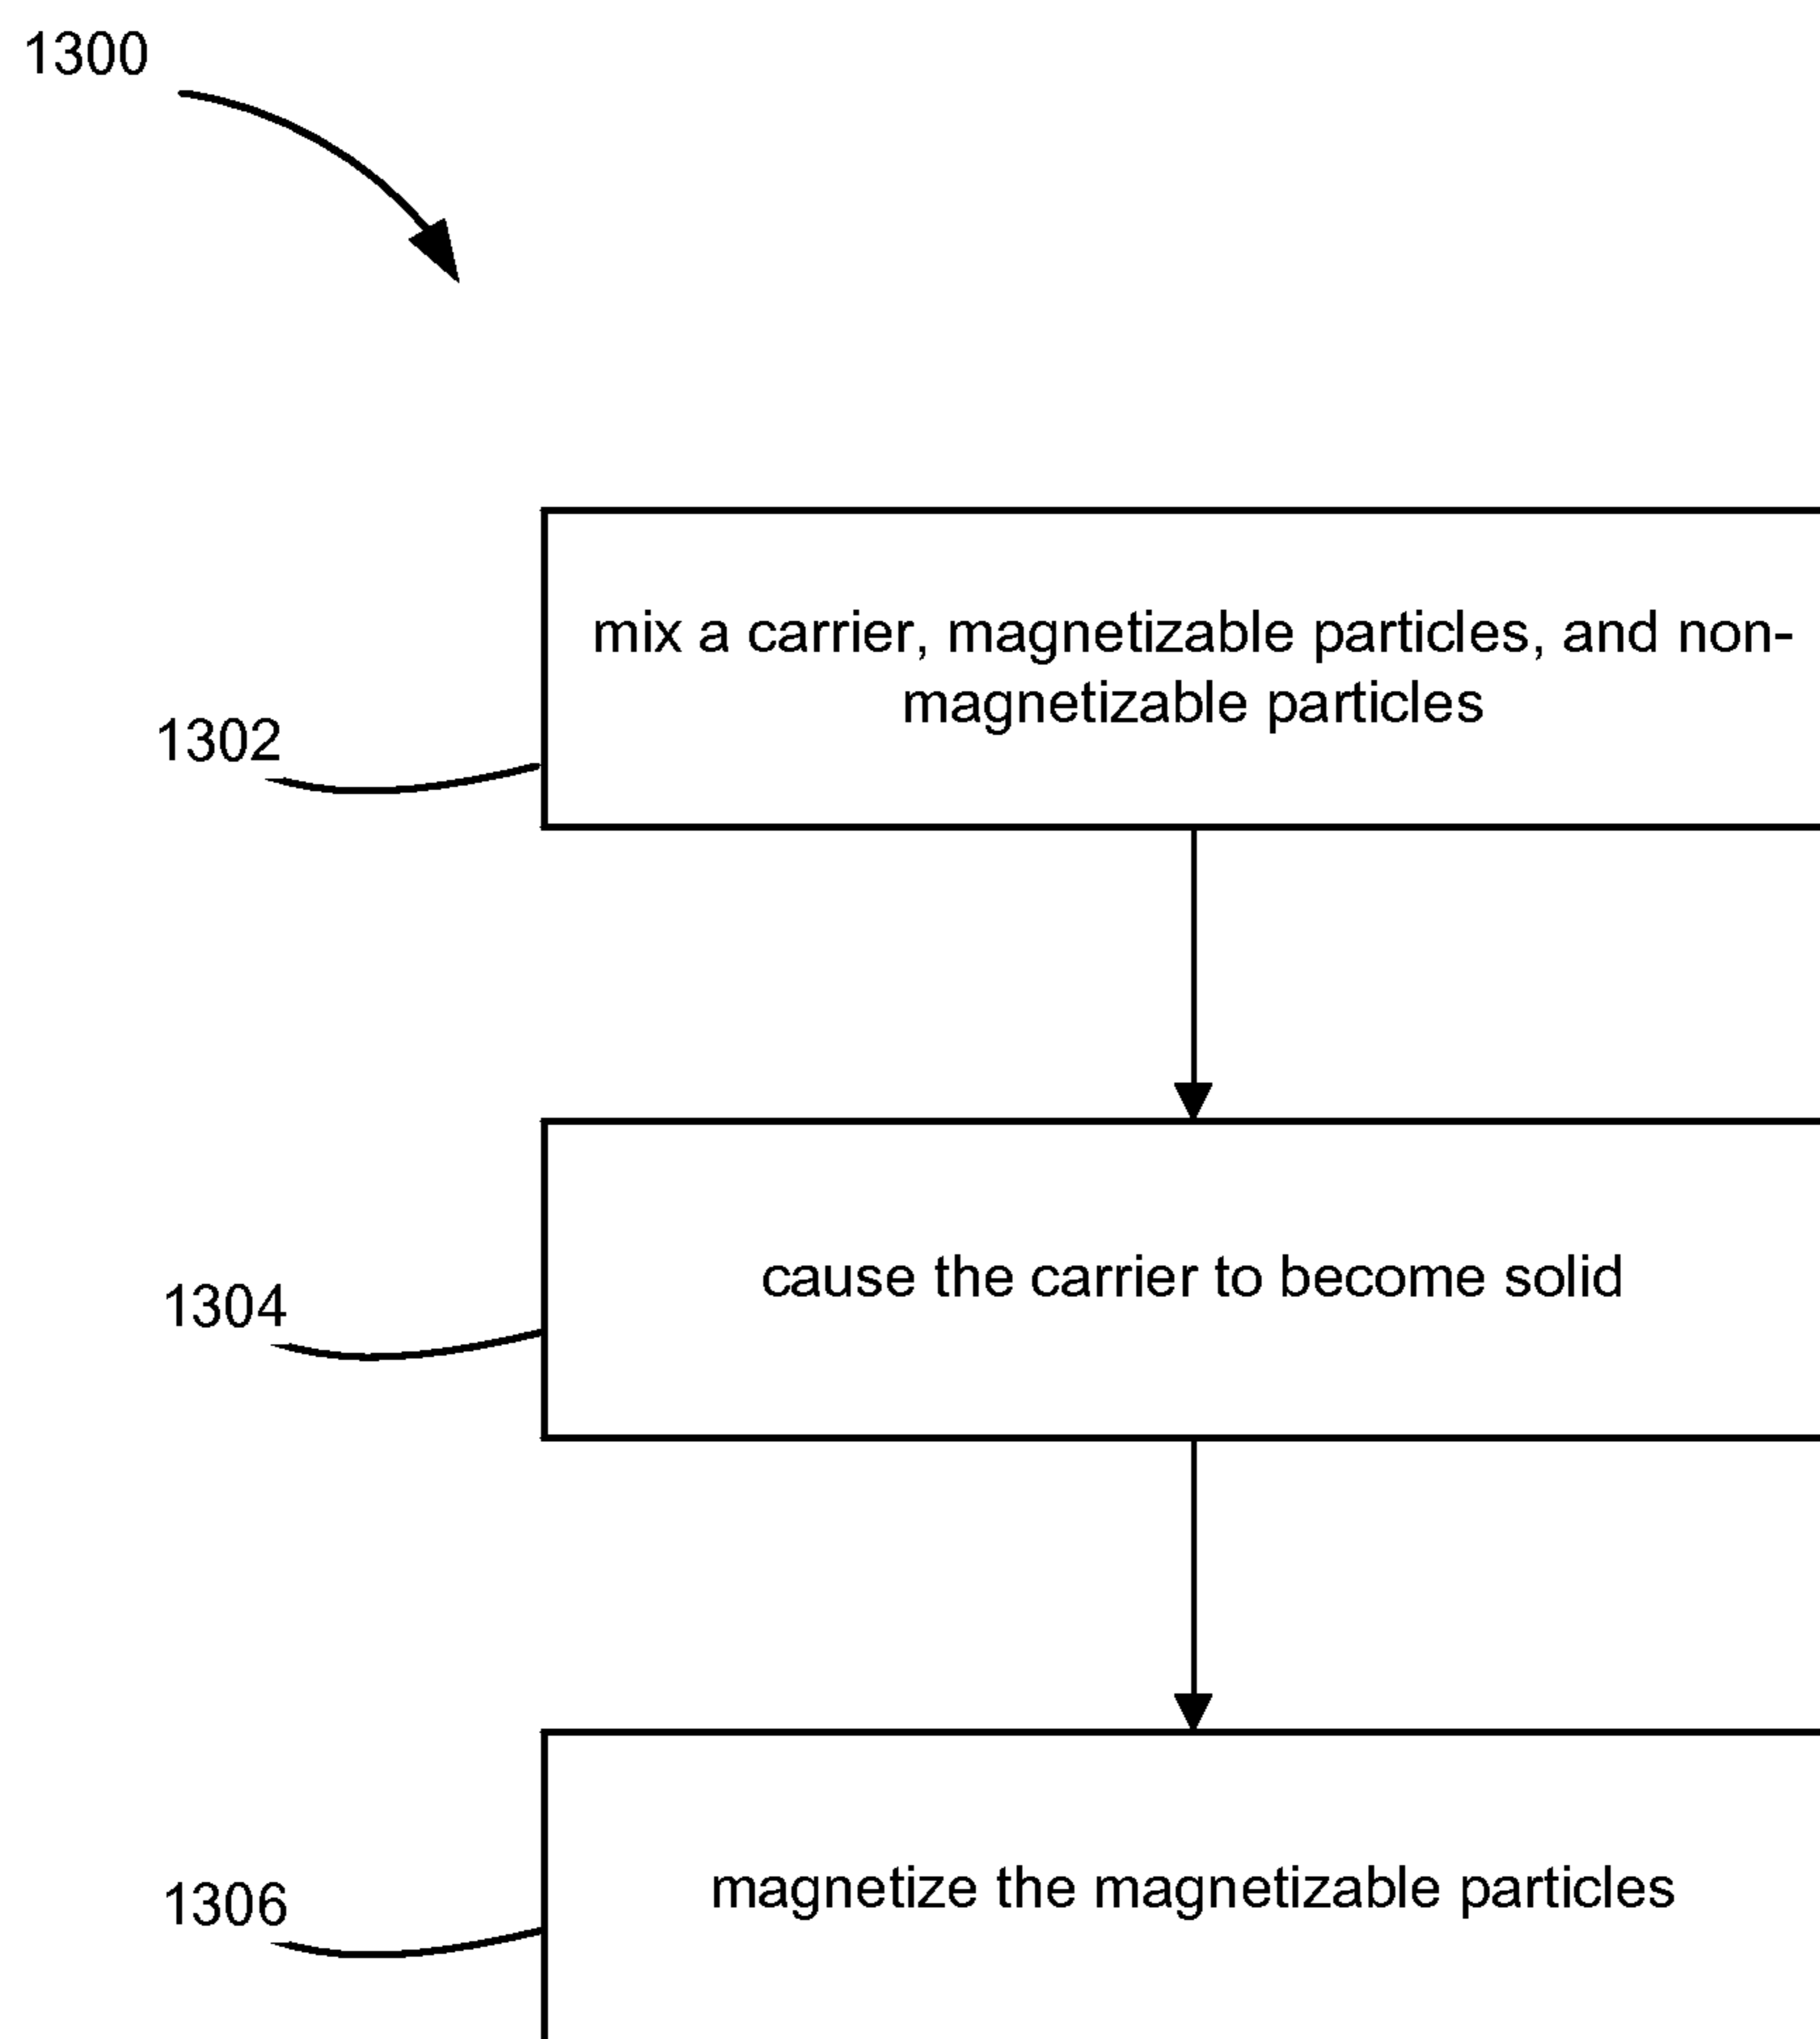 1300
mix a carrier, magnetizable particles, and non-
magnetizable particles
1302
cause the carrier to become solid
1304
magnetize the magnetizable particles
1306